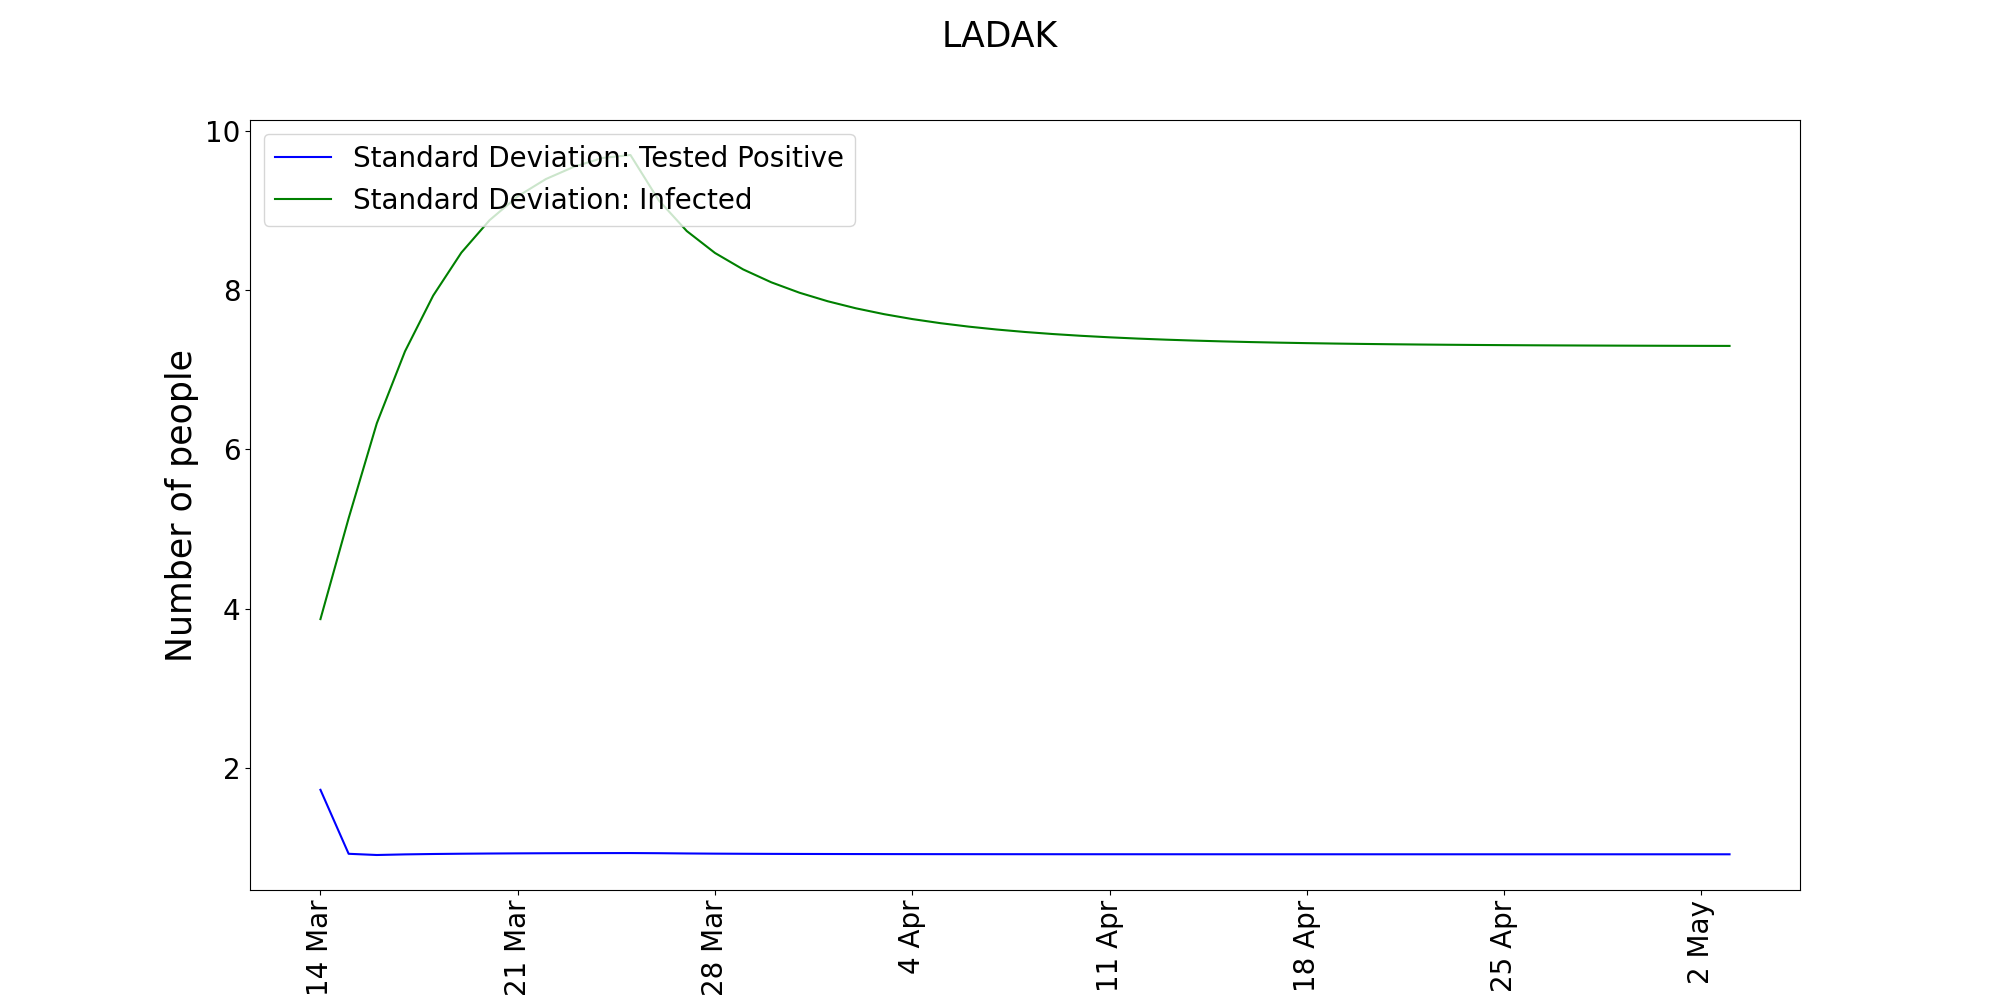 LADAK
10
8
6
4
2
Number of people
Standard Deviation: Tested Positive
Standard Deviation: Infected
14 Mar
21 Mar
28 Mar
4 Apr
11 Apr
18 Apr
25 Apr
2 May